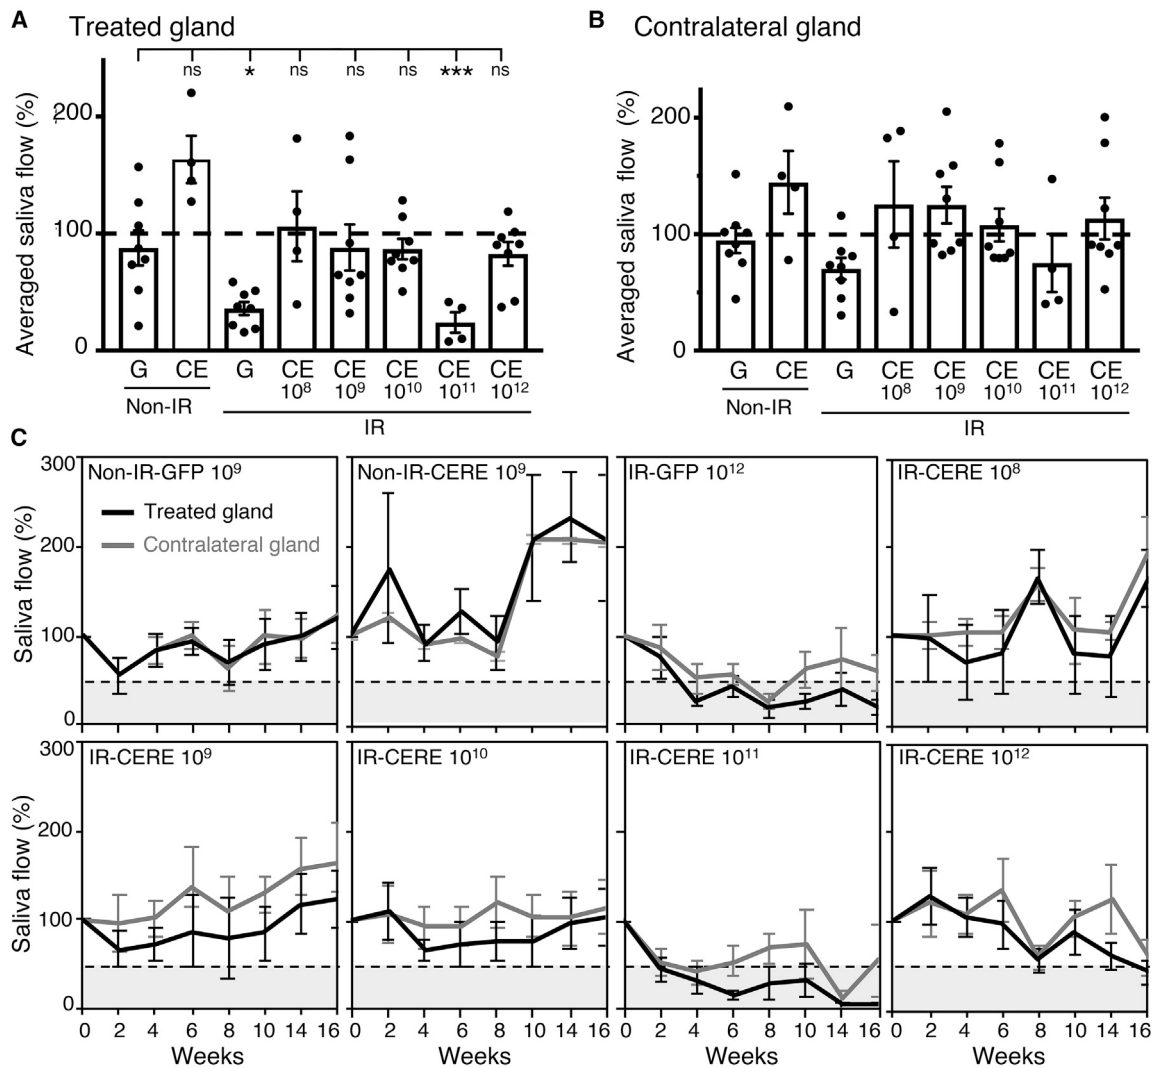 A Treated gland
ns * ns ns ns *** ns
Averaged saliva flow (%)
200
100
0
G CE G CE CE CE CE CE
10⁸ 10⁹ 10¹⁰ 10¹¹ 10¹²
Non-IR
IR
B Contralateral gland
Averaged saliva flow (%)
200
100
0
G CE G CE CE CE CE CE
10⁸ 10⁹ 10¹⁰ 10¹¹ 10¹²
Non-IR
IR
C
Saliva flow (%)
300
200
100
0
Non-IR-GFP 10⁹
Treated gland
Contralateral gland
Non-IR-CERE 10⁹
IR-GFP 10¹²
IR-CERE 10⁸
Saliva flow (%)
200
100
0
IR-CERE 10⁹
IR-CERE 10¹⁰
IR-CERE 10¹¹
IR-CERE 10¹²
0 2 4 6 8 10 14 16
0 2 4 6 8 10 14 16
0 2 4 6 8 10 14 16
0 2 4 6 8 10 14 16
Weeks
Weeks
Weeks
Weeks